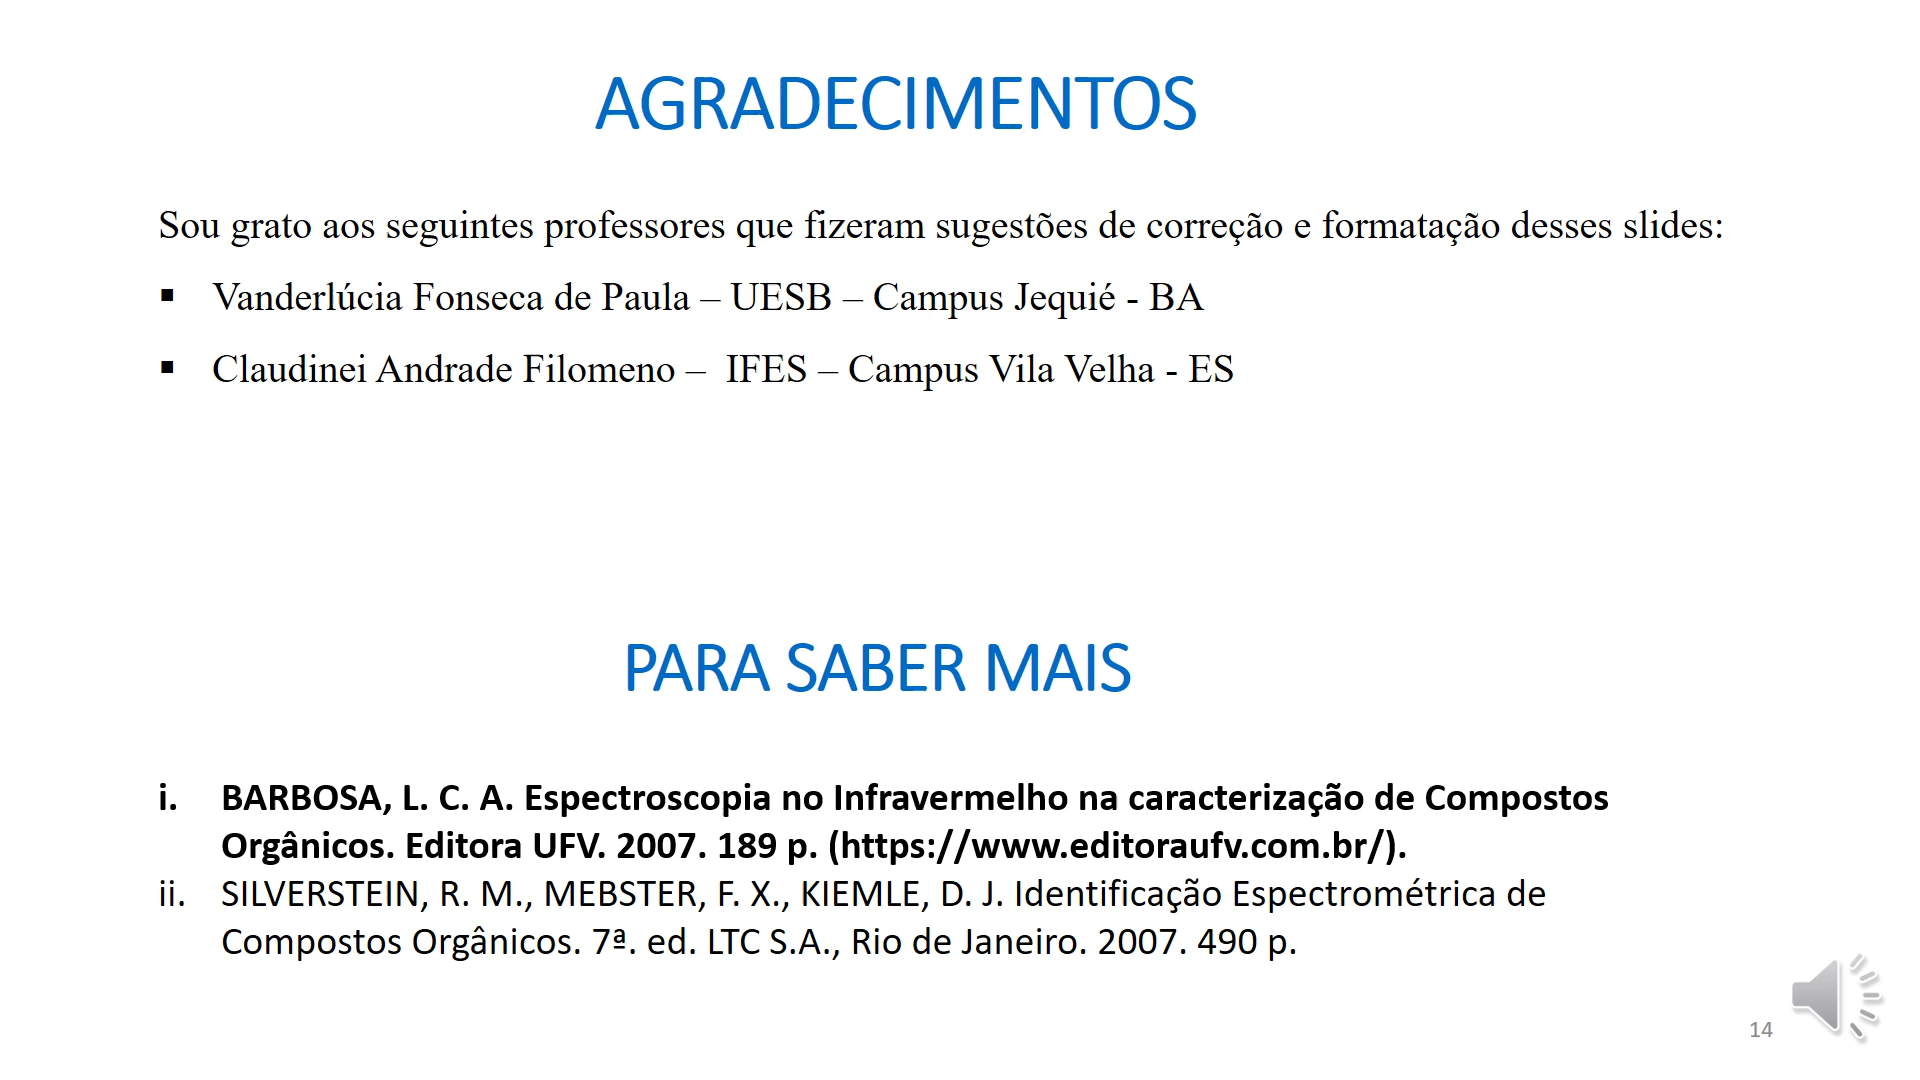 AGRADECIMENTOS
Sou grato aos seguintes professores que fizeram sugestões de correção e formatação desses slides:
▪ Vanderlúcia Fonseca de Paula – UESB – Campus Jequié - BA
▪ Claudinei Andrade Filomeno –  IFES – Campus Vila Velha - ES
PARA SABER MAIS
i. BARBOSA, L. C. A. Espectroscopia no Infravermelho na caracterização de Compostos
Orgânicos. Editora UFV. 2007. 189 p. (https://www.editoraufv.com.br/).
ii. SILVERSTEIN, R. M., MEBSTER, F. X., KIEMLE, D. J. Identificação Espectrométrica de
Compostos Orgânicos. 7ª. ed. LTC S.A., Rio de Janeiro. 2007. 490 p.
14